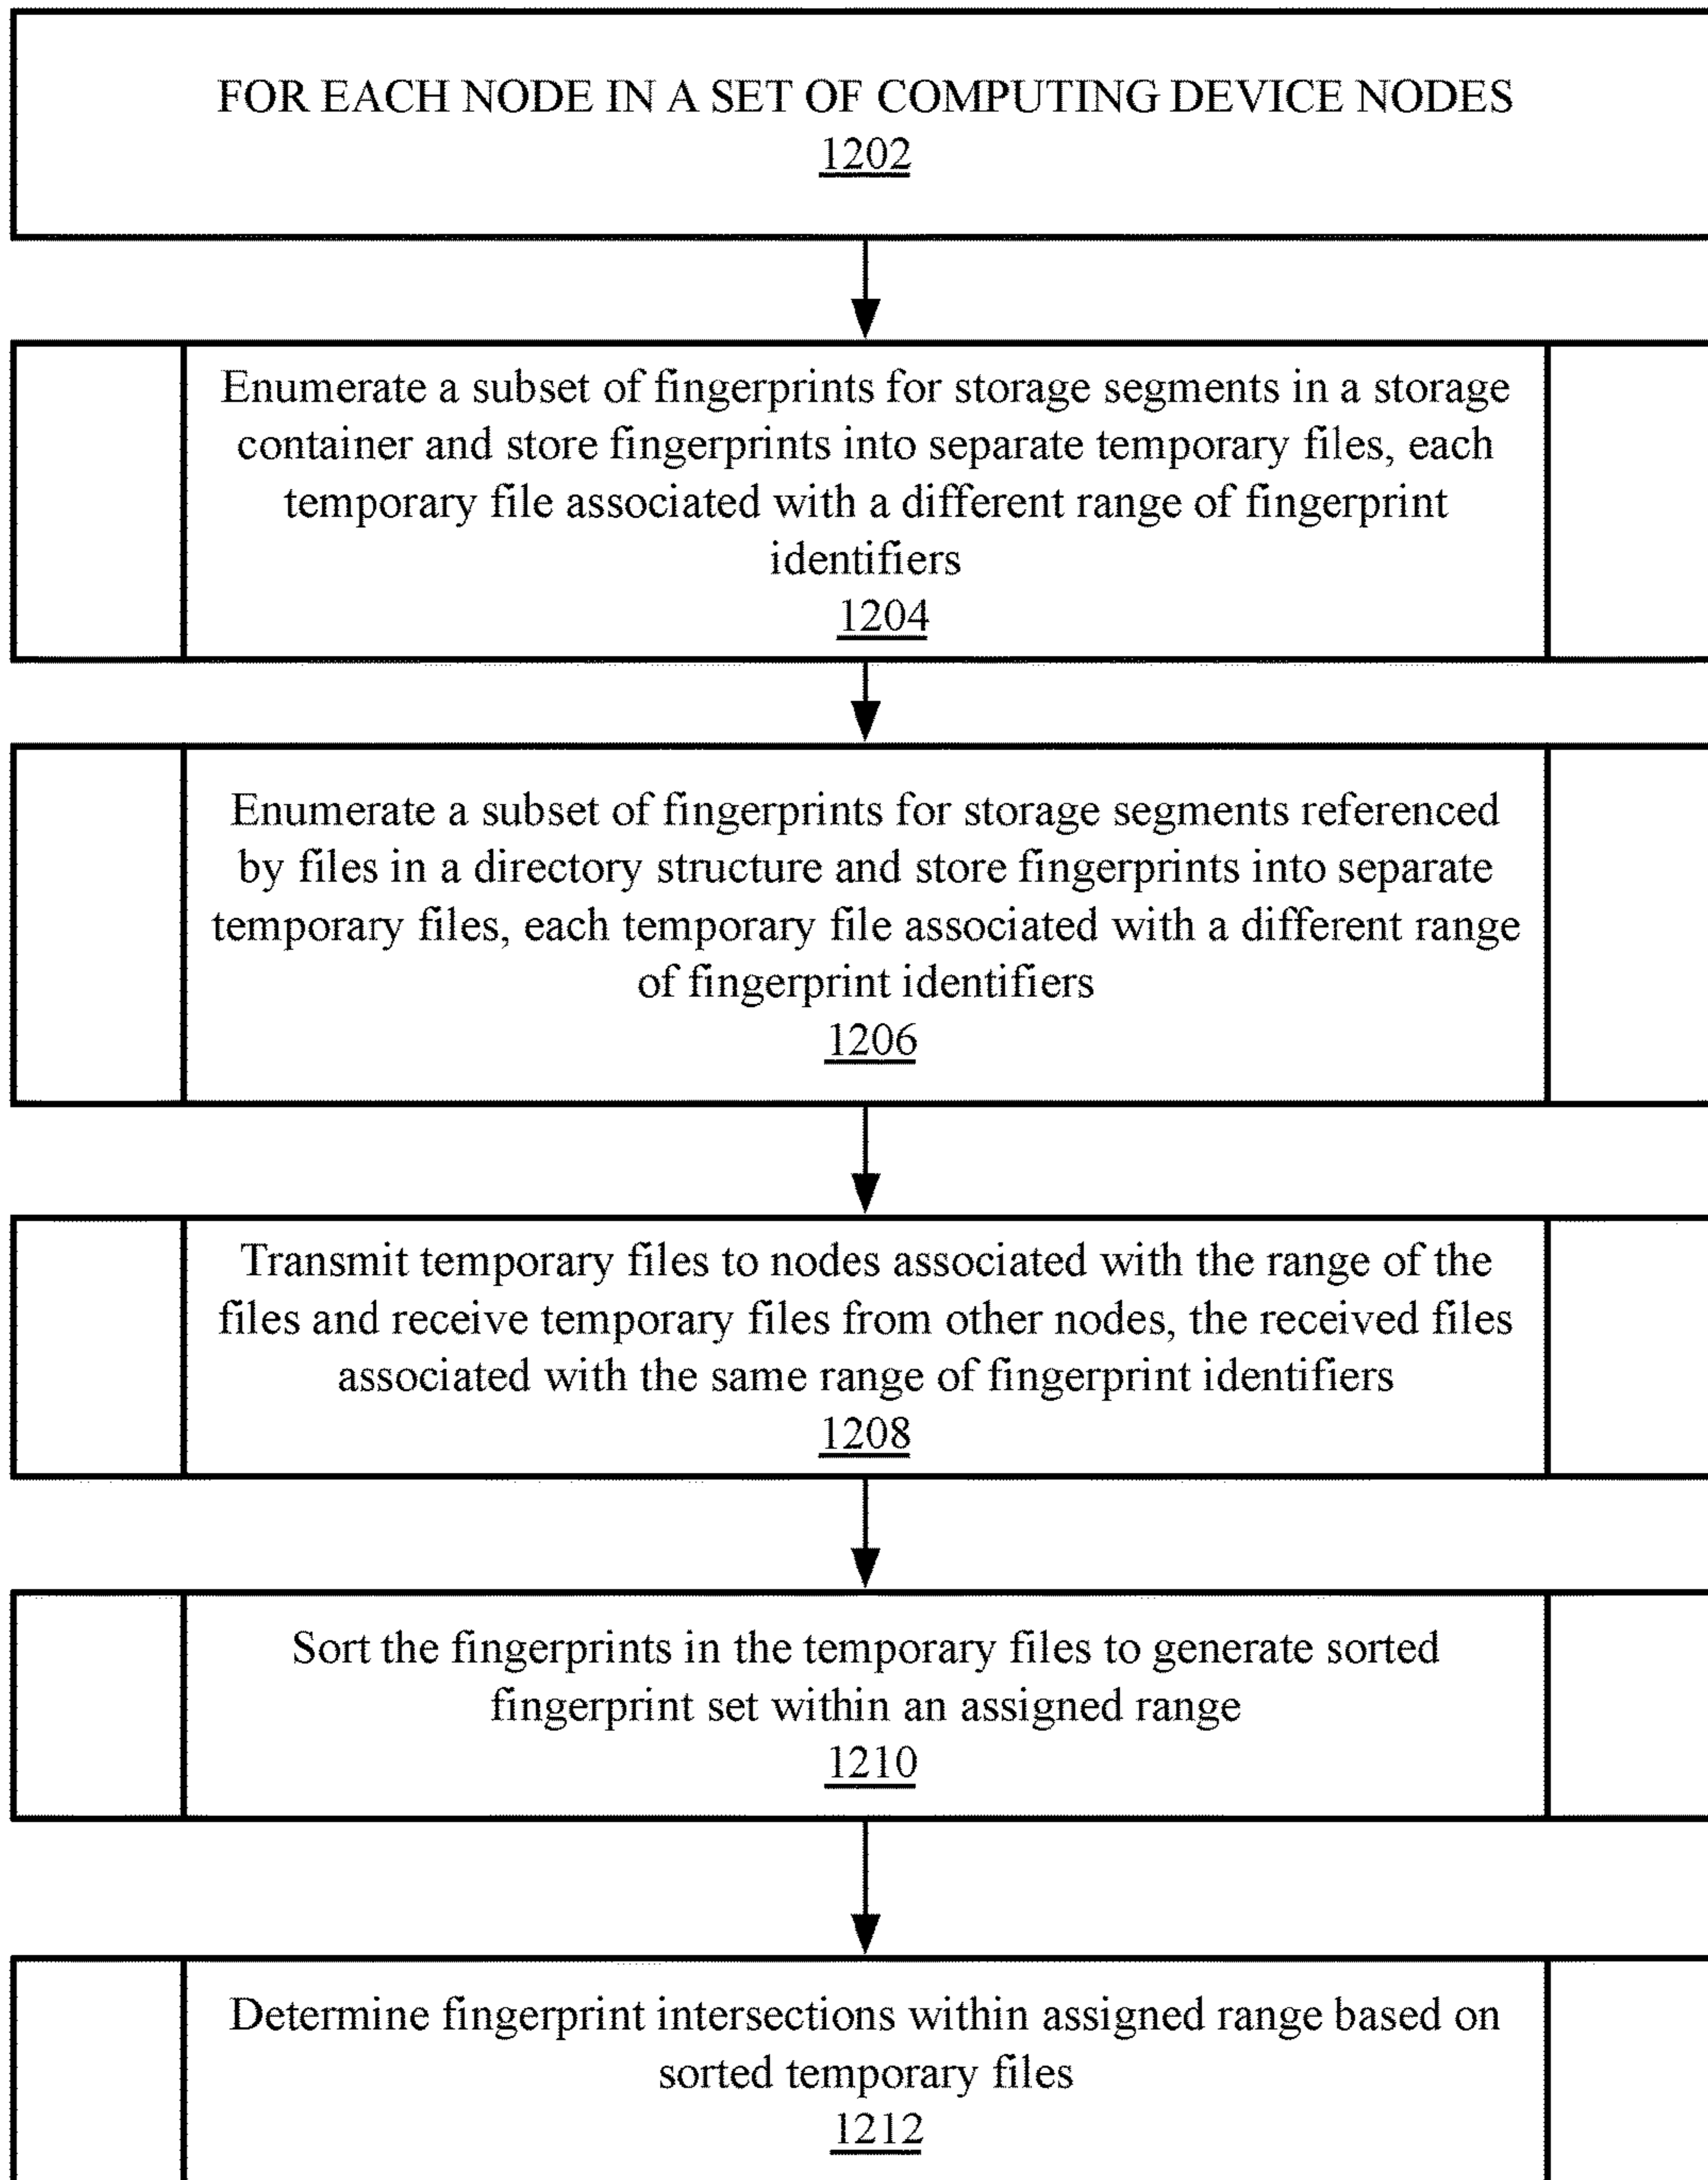 FOR EACH NODE IN A SET OF COMPUTING DEVICE NODES
1202
Enumerate a subset of fingerprints for storage segments in a storage
container and store fingerprints into separate temporary files, each
temporary file associated with a different range of fingerprint
identifiers
1204
Enumerate a subset of fingerprints for storage segments referenced
by files in a directory structure and store fingerprints into separate
temporary files, each temporary file associated with a different range
of fingerprint identifiers
1206
Transmit temporary files to nodes associated with the range of the
files and receive temporary files from other nodes, the received files
associated with the same range of fingerprint identifiers
1208
Sort the fingerprints in the temporary files to generate sorted
fingerprint set within an assigned range
1210
Determine fingerprint intersections within assigned range based on
sorted temporary files
1212